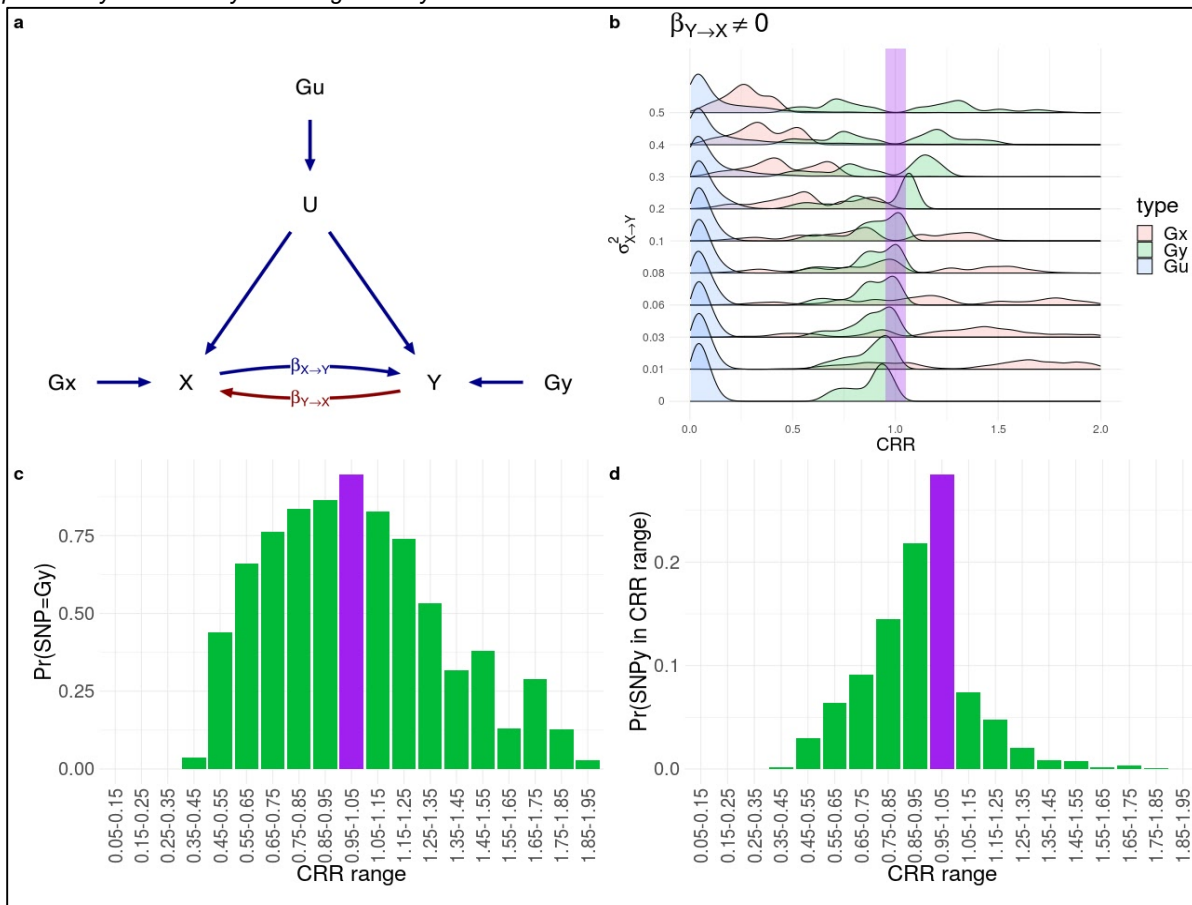 a
Gu
U
Gx
X
β X→Y
β Y→X
Y
Gy
b
β Y→X ≠ 0
0.5
0.4
0.3
0.2
0.1
0.08
0.06
0.03
0.01
0
σ² X→Y
0.0
0.5
1.0
1.5
2.0
CRR
type
Gx
Gy
Gu
c
Pr(SNP=Gy)
0.75
0.50
0.25
0.00
0.05-0.15
0.15-0.25
0.25-0.35
0.35-0.45
0.45-0.55
0.55-0.65
0.65-0.75
0.75-0.85
0.85-0.95
0.95-1.05
1.05-1.15
1.15-1.25
1.25-1.35
1.35-1.45
1.45-1.55
1.55-1.65
1.65-1.75
1.75-1.85
1.85-1.95
CRR range
d
Pr(SNPy in CRR range)
0.2
0.1
0.0
0.05-0.15
0.15-0.25
0.25-0.35
0.35-0.45
0.45-0.55
0.55-0.65
0.65-0.75
0.75-0.85
0.85-0.95
0.95-1.05
1.05-1.15
1.15-1.25
1.25-1.35
1.35-1.45
1.45-1.55
1.55-1.65
1.65-1.75
1.75-1.85
1.85-1.95
CRR range